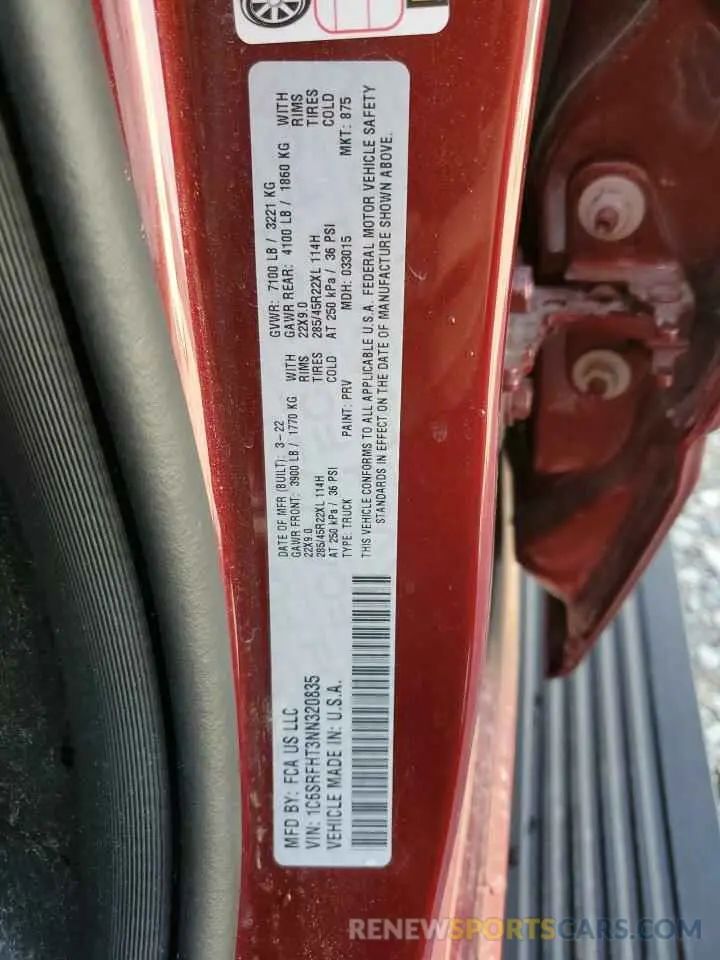 MFD BY: FCA US LLC
DATE OF MFR (BUILT): 3-22
GVWR: 7100 LB / 3221 KG
VIN: 1C6SRFHT3NN320835
GAWR FRONT: 3900 LB / 1770 KG WITH
22X9.0 RIMS
285/45R22XL 114H TIRES
AT 250 kPa / 36 PSI COLD
GAWR REAR: 4100 LB / 1860 KG WITH
22X9.0 RIMS
285/45R22XL 114H TIRES
AT 250 kPa / 36 PSI COLD
VEHICLE MADE IN: U.S.A.
TYPE: TRUCK PAINT: PRV MDH: 033015 MKT: 875
THIS VEHICLE CONFORMS TO ALL APPLICABLE U.S.A. FEDERAL MOTOR VEHICLE SAFETY
STANDARDS IN EFFECT ON THE DATE OF MANUFACTURE SHOWN ABOVE.
RENEWSPORTSCARS.COM